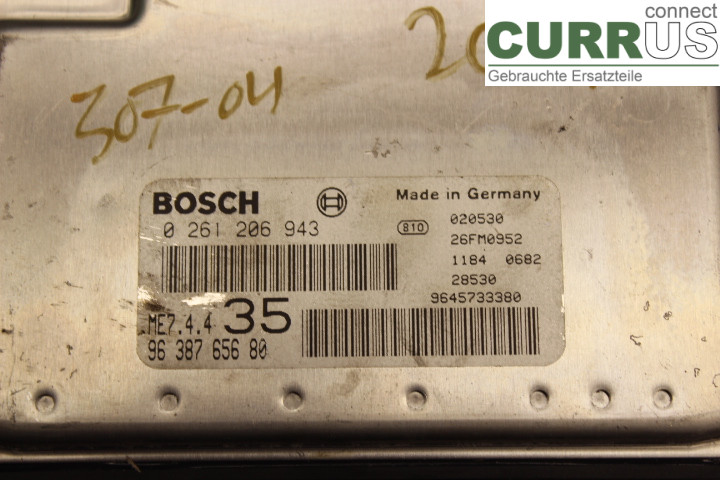 connect
CURRUS
Gebrauchte Ersatzteile
307-04
BOSCH
Made in Germany
0 261 206 943
810
020530
26FM0952
1184 0682
28530
9645733380
ME7.4.4 35
96 387 656 80